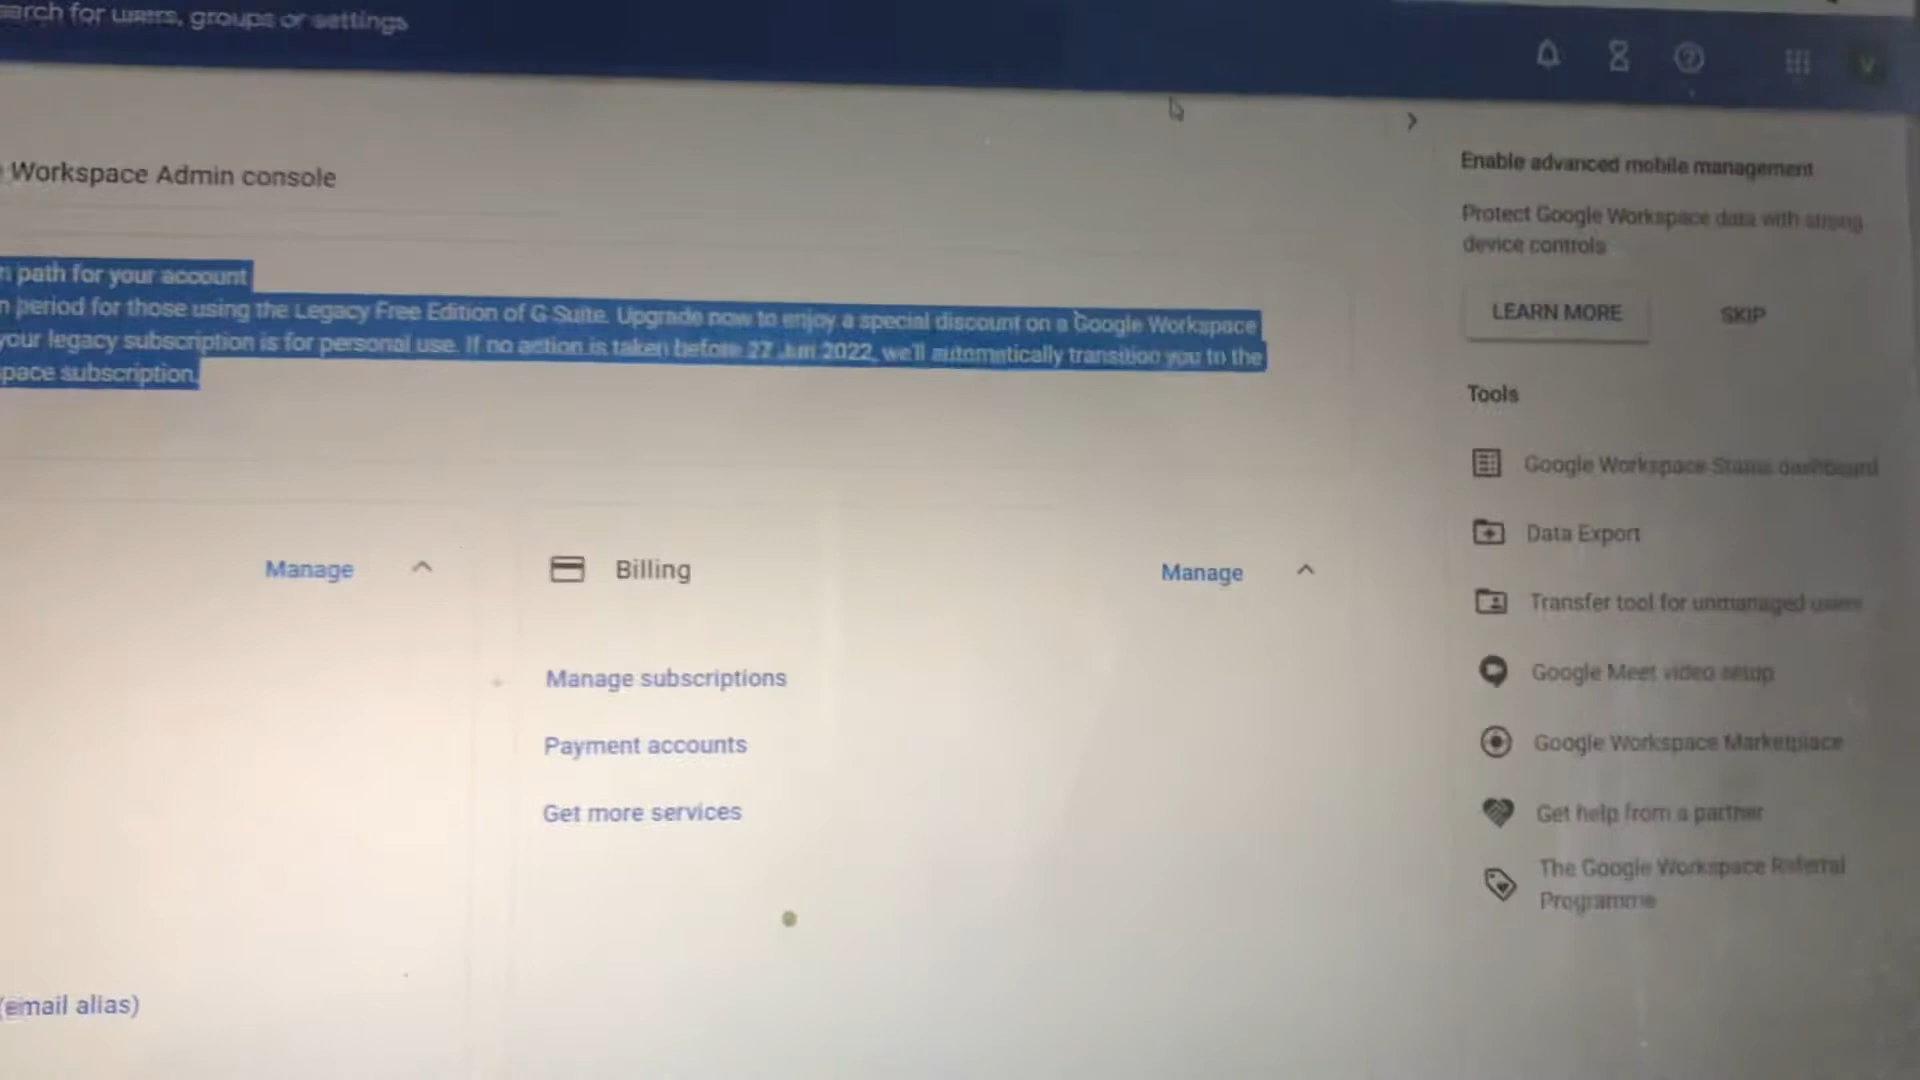 search for users, groups or settings
Workspace Admin console
n path for your account
n period for those using the Legacy Free Edition of G Suite. Upgrade now to enjoy a special discount on a Google Workspace
your legacy subscription is for personal use. If no action is taken before 27 Jun 2022, we'll automatically transition you to the
pace subscription.
Manage
Billing
Manage
Manage subscriptions
Payment accounts
Get more services
(email alias)
Enable advanced mobile management
Protect Google Workspace data with strong
device controls
LEARN MORE
SKIP
Tools
Google Workspace Status dashboard
Data Export
Transfer tool for unmanaged users
Google Meet video setup
Google Workspace Marketplace
Get help from a partner
The Google Workspace Referral
Programme
V